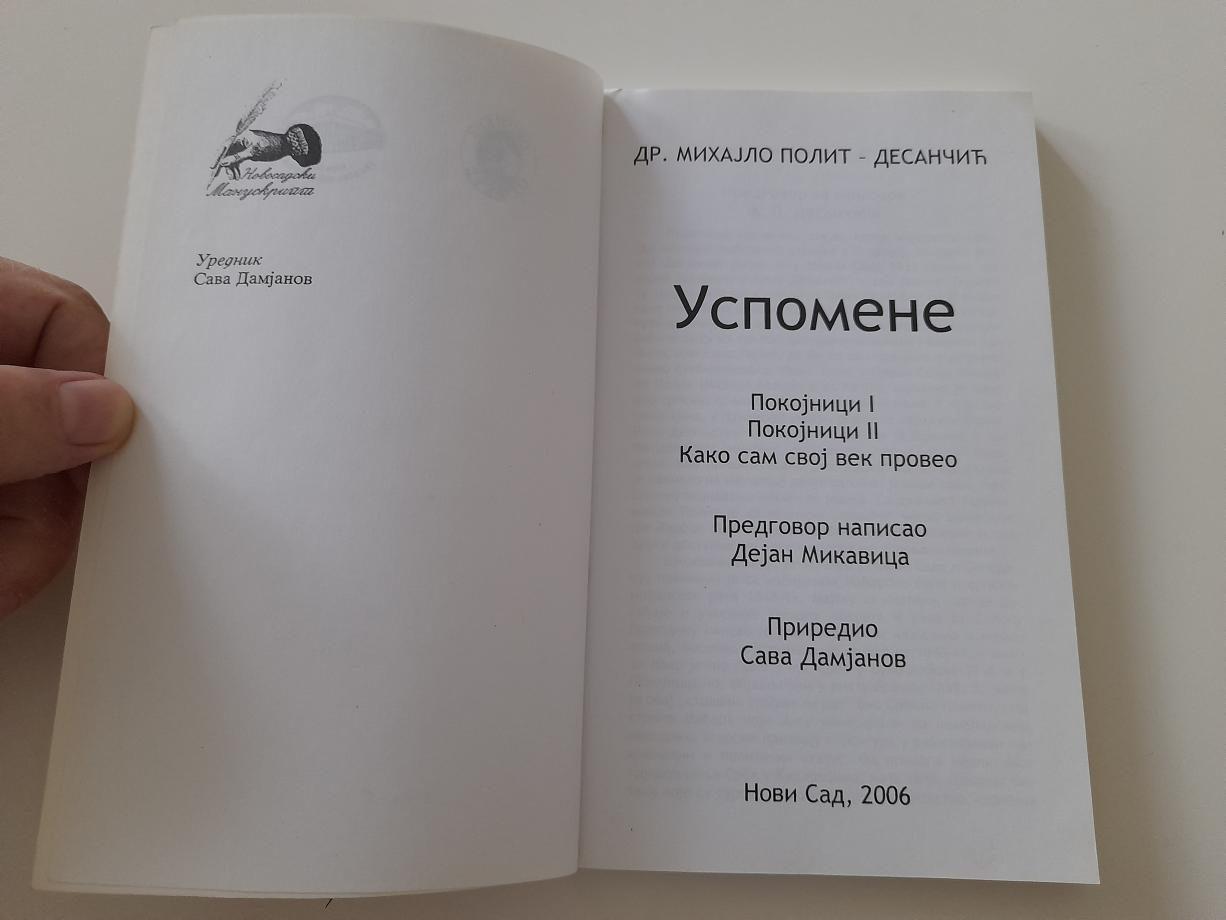 Новосадски
Манускрипт
Уредник
Сава Дамјанов
ДР. МИХАЈЛО ПОЛИТ - ДЕСАНЧИЋ
Успомене
Покојници I
Покојници II
Како сам свој век провео
Предговор написао
Дејан Микавица
Приредио
Сава Дамјанов
Нови Сад, 2006